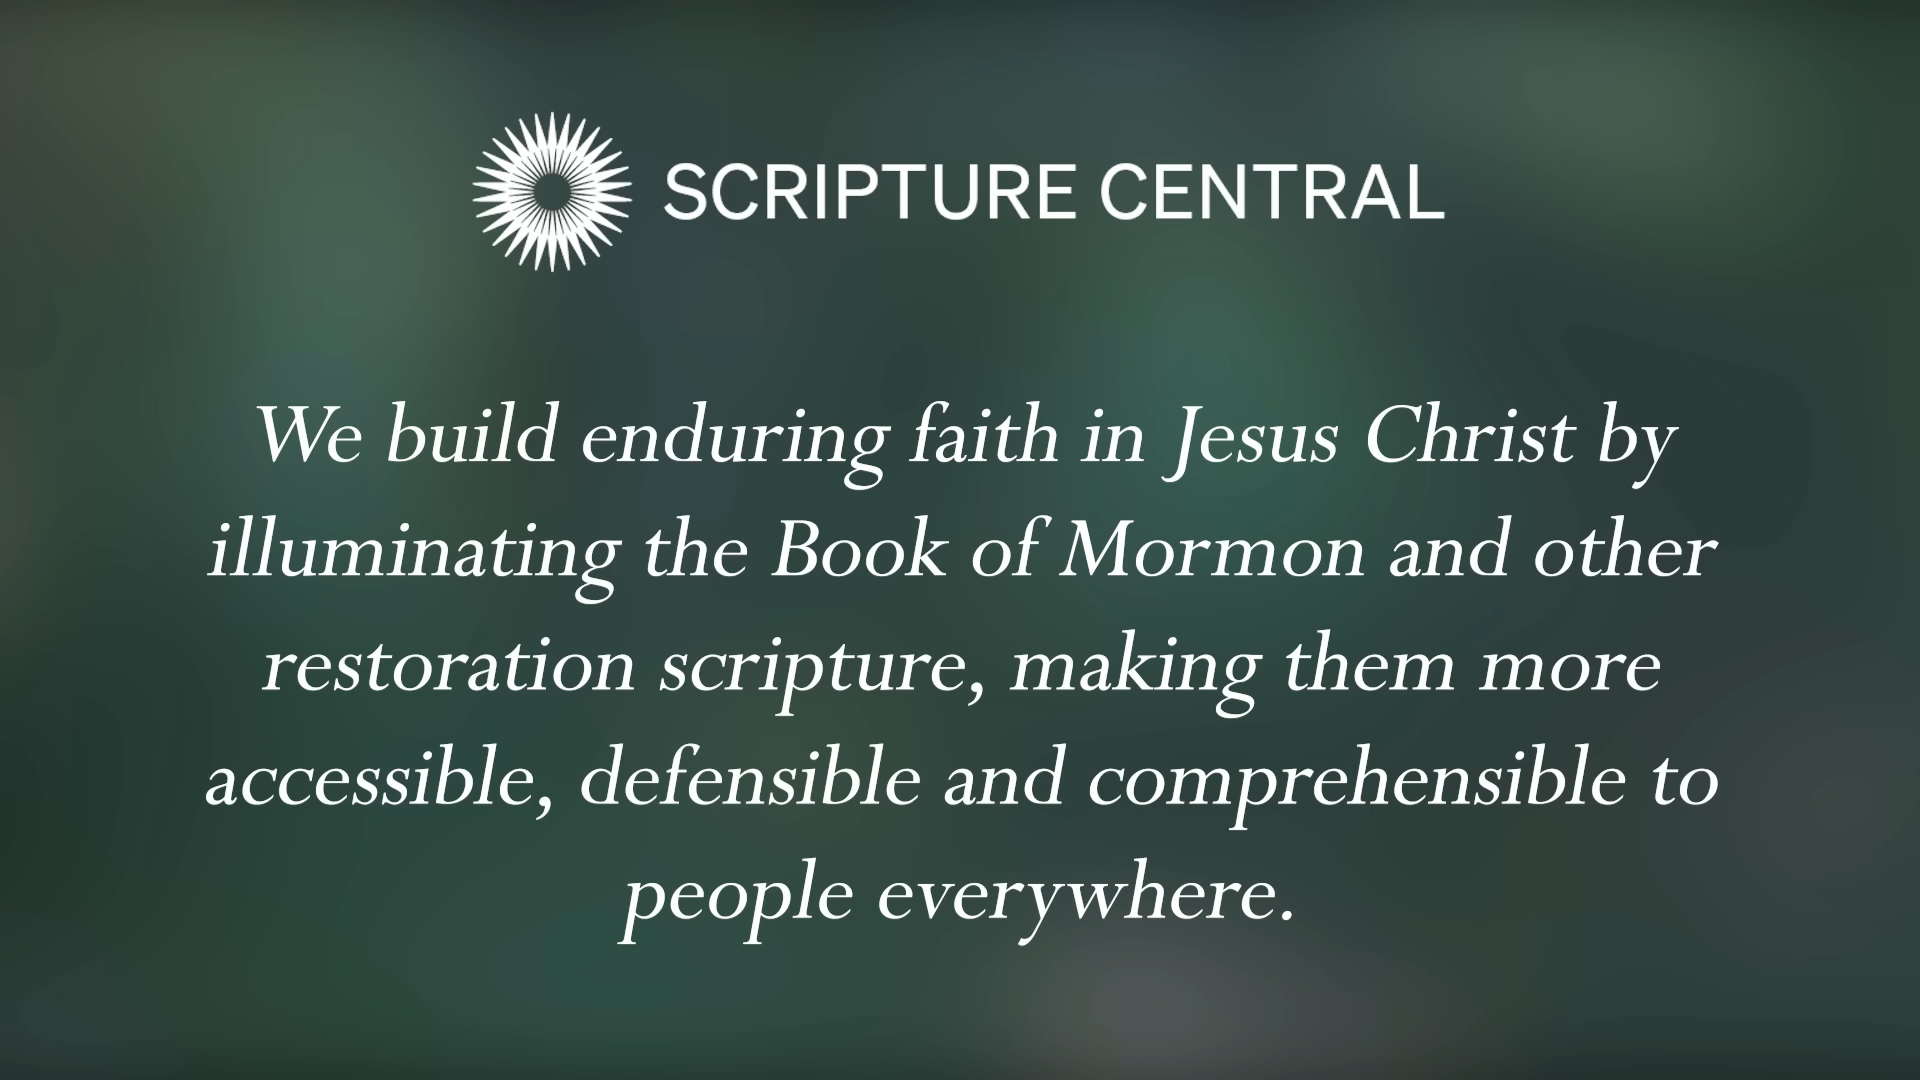 SCRIPTURE CENTRAL
We build enduring faith in Jesus Christ by
illuminating the Book of Mormon and other
restoration scripture, making them more
accessible, defensible and comprehensible to
people everywhere.